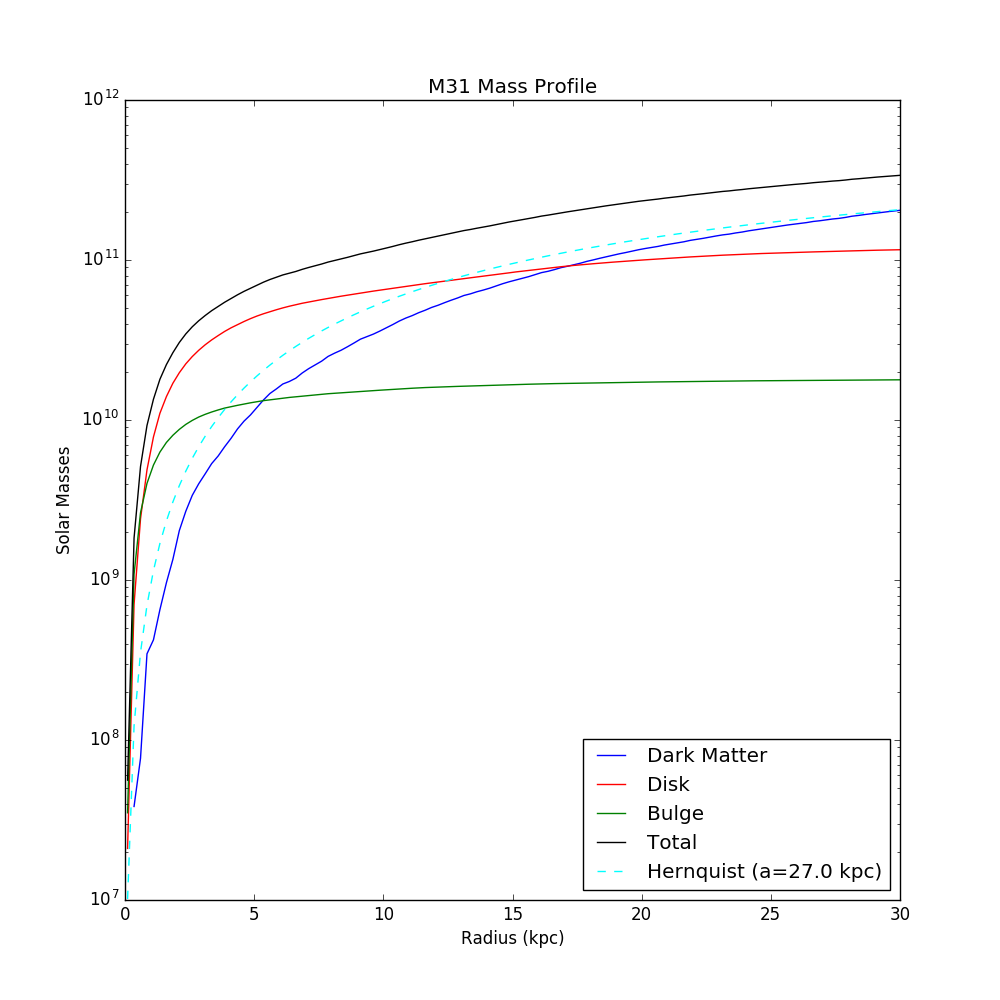 M31 Mass Profile
10^12
10^11
10^10
10^9
10^8
10^7
Solar Masses
0 5 10 15 20 25 30
Radius (kpc)
Dark Matter
Disk
Bulge
Total
Hernquist (a=27.0 kpc)